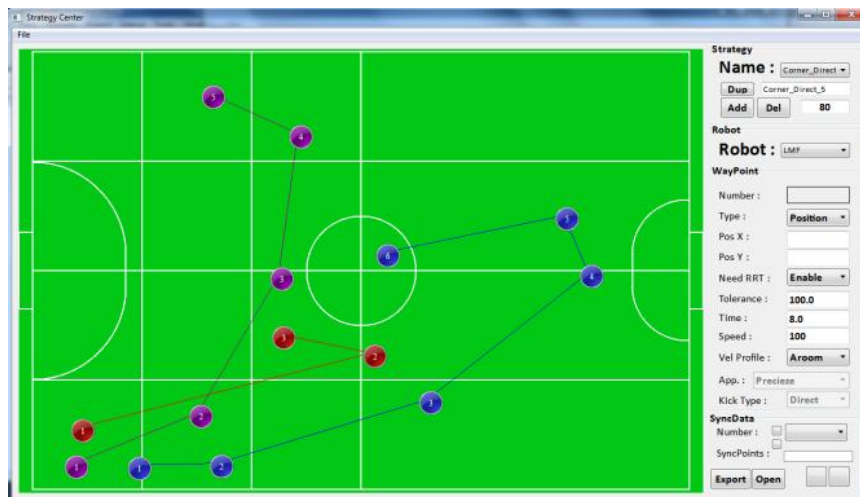 Strategy Center
File
Strategy
Name : Corner_Direct
Dup Corner_Direct_5
Add Del 80
Robot
Robot : LMF
WayPoint
Number :
Type : Position
Pos X :
Pos Y :
Need RRT : Enable
Tolerance : 100.0
Time : 8.0
Speed : 100
Vel Profile : Aroom
App. : Precieze
Kick Type : Direct
SyncData
Number :
SyncPoints :
Export Open
5
4
5
6
3
4
3
2
3
2
1
1
1
2